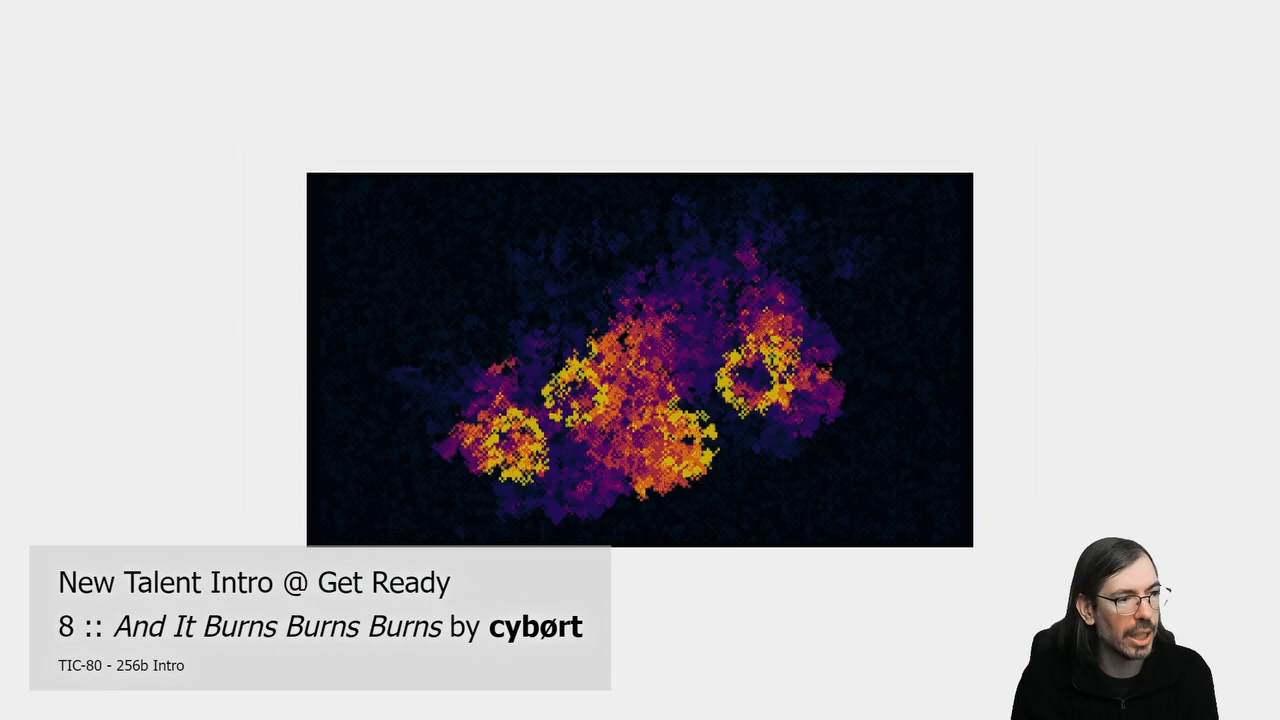 New Talent Intro @ Get Ready
8 :: And It Burns Burns Burns by cybørt
TIC-80 - 256b Intro